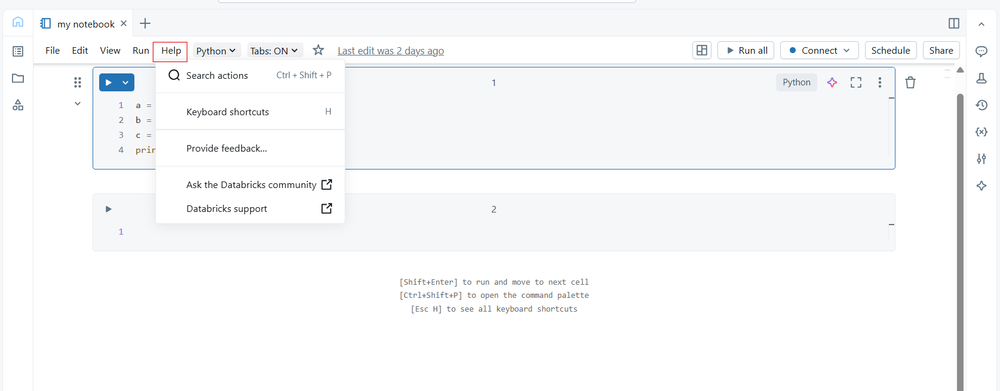 my notebook
File Edit View Run Help Python Tabs: ON Last edit was 2 days ago Run all Connect Schedule Share
Search actions Ctrl + Shift + P
1
Python
Keyboard shortcuts H
1 a =
2 b =
3 c =
4 prin
Provide feedback...
Ask the Databricks community
Databricks support
2
1
[Shift+Enter] to run and move to next cell
[Ctrl+Shift+P] to open the command palette
[Esc H] to see all keyboard shortcuts